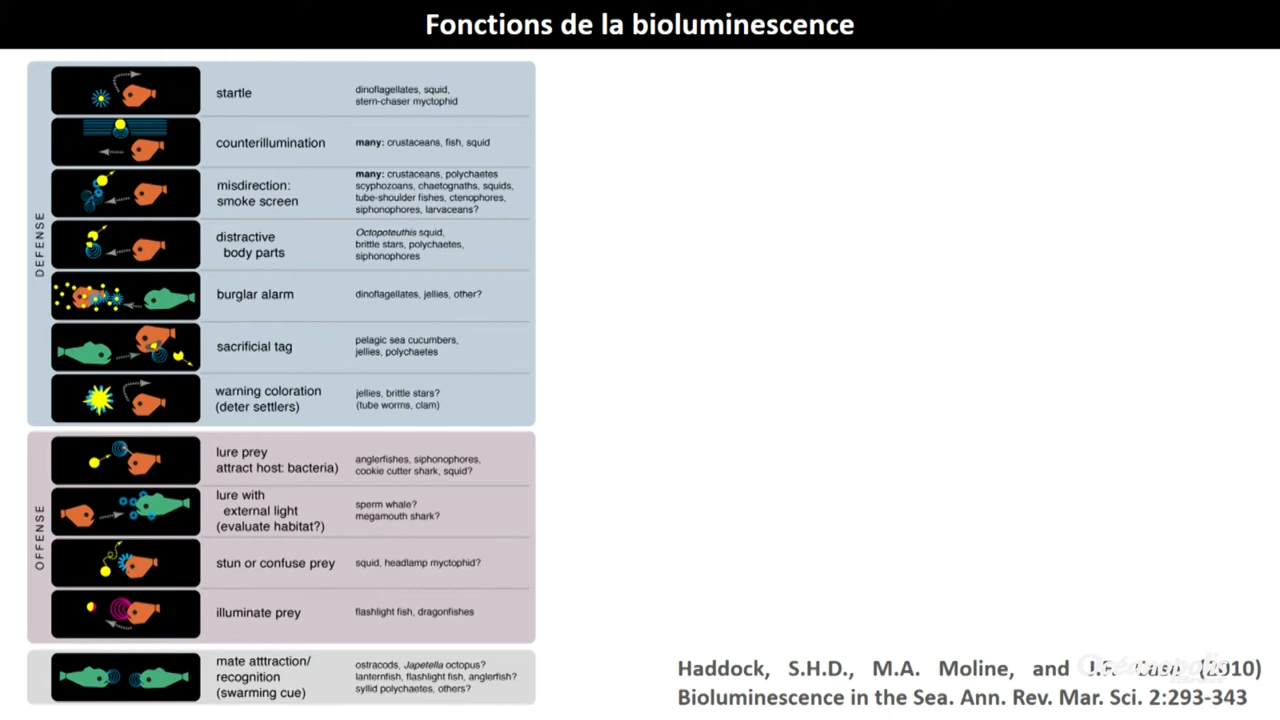 Fonctions de la bioluminescence
DEFENSE
startle
dinoflagellates, squid,
stern-chaser myctophid
counterillumination
many: crustaceans, fish, squid
misdirection:
smoke screen
many: crustaceans, polychaetes
scyphozoans, chaetognaths, squids,
tube-shoulder fishes, ctenophores,
siphonophores, larvaceans?
distractive
body parts
Octopoteuthis squid,
brittle stars, polychaetes,
siphonophores
burglar alarm
dinoflagellates, jellies, other?
sacrificial tag
pelagic sea cucumbers,
jellies, polychaetes
warning coloration
(deter settlers)
jellies, brittle stars?
(tube worms, clam)
OFFENSE
lure prey
attract host: bacteria)
anglerfishes, siphonophores,
cookie cutter shark, squid?
lure with
external light
(evaluate habitat?)
sperm whale?
megamouth shark?
stun or confuse prey
squid, headlamp myctophid?
illuminate prey
flashlight fish, dragonfishes
mate atttraction/
recognition
(swarming cue)
ostracods, Japetella octopus?
lanternfish, flashlight fish, anglerfish?
syllid polychaetes, others?
Haddock, S.H.D., M.A. Moline, and J.F. Case (2010)
Bioluminescence in the Sea. Ann. Rev. Mar. Sci. 2:293-343
Océanopolis